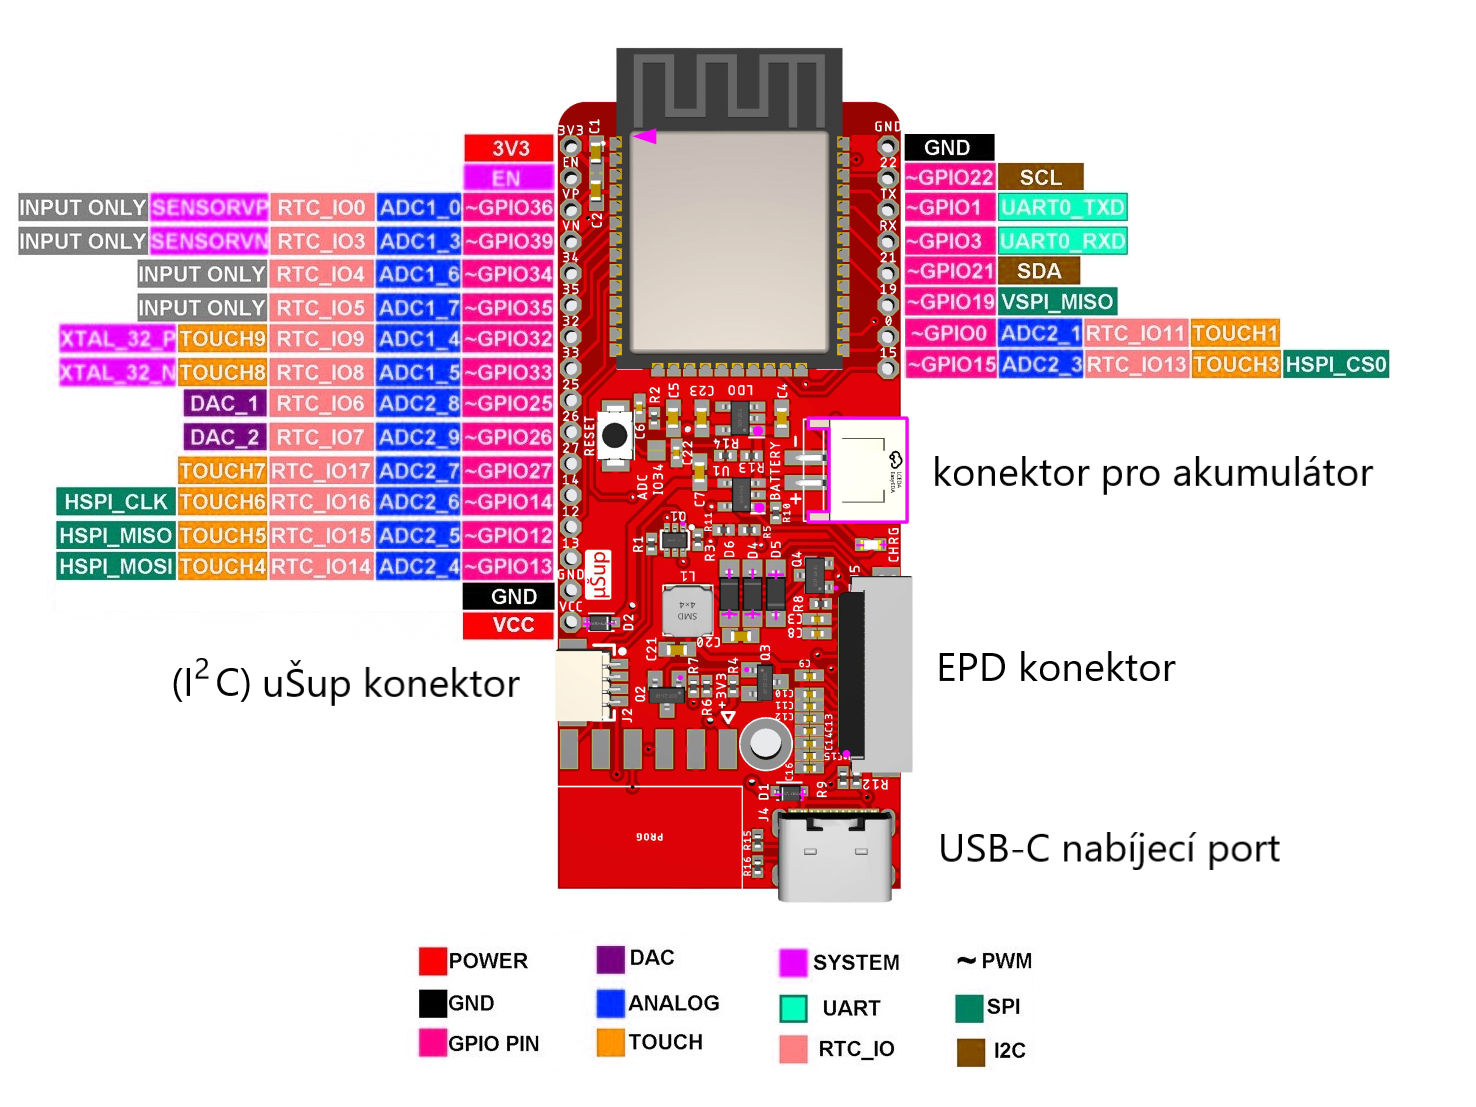 3V3
EN
INPUT ONLY SENSORVP RTC_IO0 ADC1_0 ~GPIO36
INPUT ONLY SENSORVN RTC_IO3 ADC1_3 ~GPIO39
INPUT ONLY RTC_IO4 ADC1_6 ~GPIO34
INPUT ONLY RTC_IO5 ADC1_7 ~GPIO35
XTAL_32_P TOUCH9 RTC_IO9 ADC1_4 ~GPIO32
XTAL_32_N TOUCH8 RTC_IO8 ADC1_5 ~GPIO33
DAC_1 RTC_IO6 ADC2_8 ~GPIO25
DAC_2 RTC_IO7 ADC2_9 ~GPIO26
TOUCH7 RTC_IO17 ADC2_7 ~GPIO27
HSPI_CLK TOUCH6 RTC_IO16 ADC2_6 ~GPIO14
HSPI_MISO TOUCH5 RTC_IO15 ADC2_5 ~GPIO12
HSPI_MOSI TOUCH4 RTC_IO14 ADC2_4 ~GPIO13
GND
VCC
(I2C) uŠup konektor
3V3
EN
VP
VN
34
35
32
33
25
26
27
14
12
13
GND
VCC
C1
C2
GND
22
TX
RX
21
19
0
15
RESET
C6
R2
C5
C23
LDO
C4
R14
C22
ADC
IO34
C7
U1
R13
BATTERY
-
+
R10
R11
R5
Q1
R1
R3
D6
D4
D5
Q4
CHRG
µŠup
L1
SMD
4x4
R8
C3
C8
D2
C21
C20
R7
R4
Q3
C9
Q2
R6
+3V3
C10
C11
C12
C13
C14
C15
C16
J2
J4
D1
R9
R12
R15
R16
PROG
GND
~GPIO22 SCL
~GPIO1 UART0_TXD
~GPIO3 UART0_RXD
~GPIO21 SDA
~GPIO19 VSPI_MISO
~GPIO0 ADC2_1 RTC_IO11 TOUCH1
~GPIO15 ADC2_3 RTC_IO13 TOUCH3 HSPI_CS0
konektor pro akumulátor
EPD konektor
USB-C nabíjecí port
POWER
DAC
SYSTEM
~ PWM
GND
ANALOG
UART
SPI
GPIO PIN
TOUCH
RTC_IO
I2C